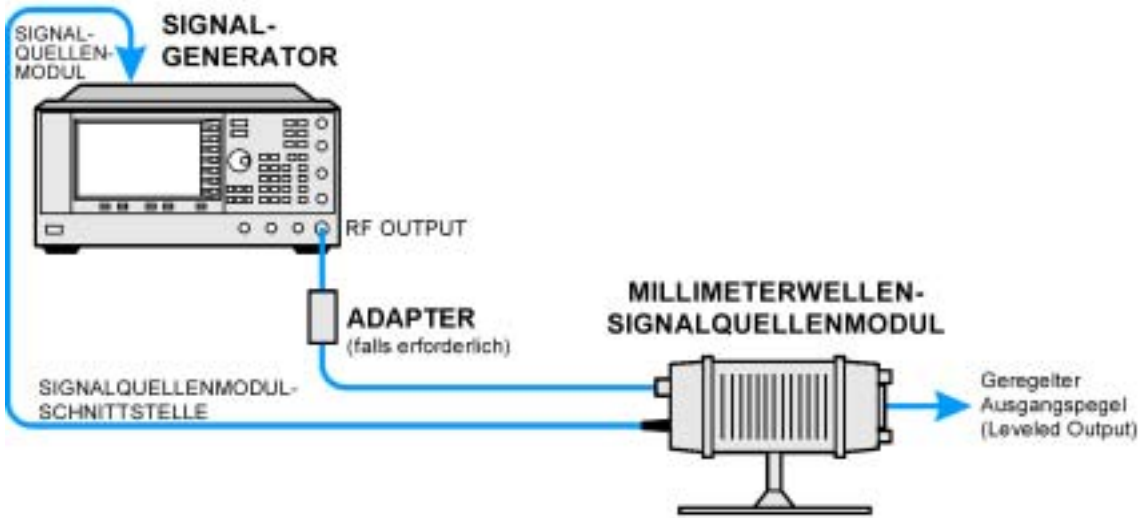 SIGNAL-
QUELLEN-
MODUL
SIGNAL-
GENERATOR
RF OUTPUT
ADAPTER
(falls erforderlich)
MILLIMETERWELLEN-
SIGNALQUELLENMODUL
SIGNALQUELLENMODUL-
SCHNITTSTELLE
Geregelter
Ausgangspegel
(Leveled Output)